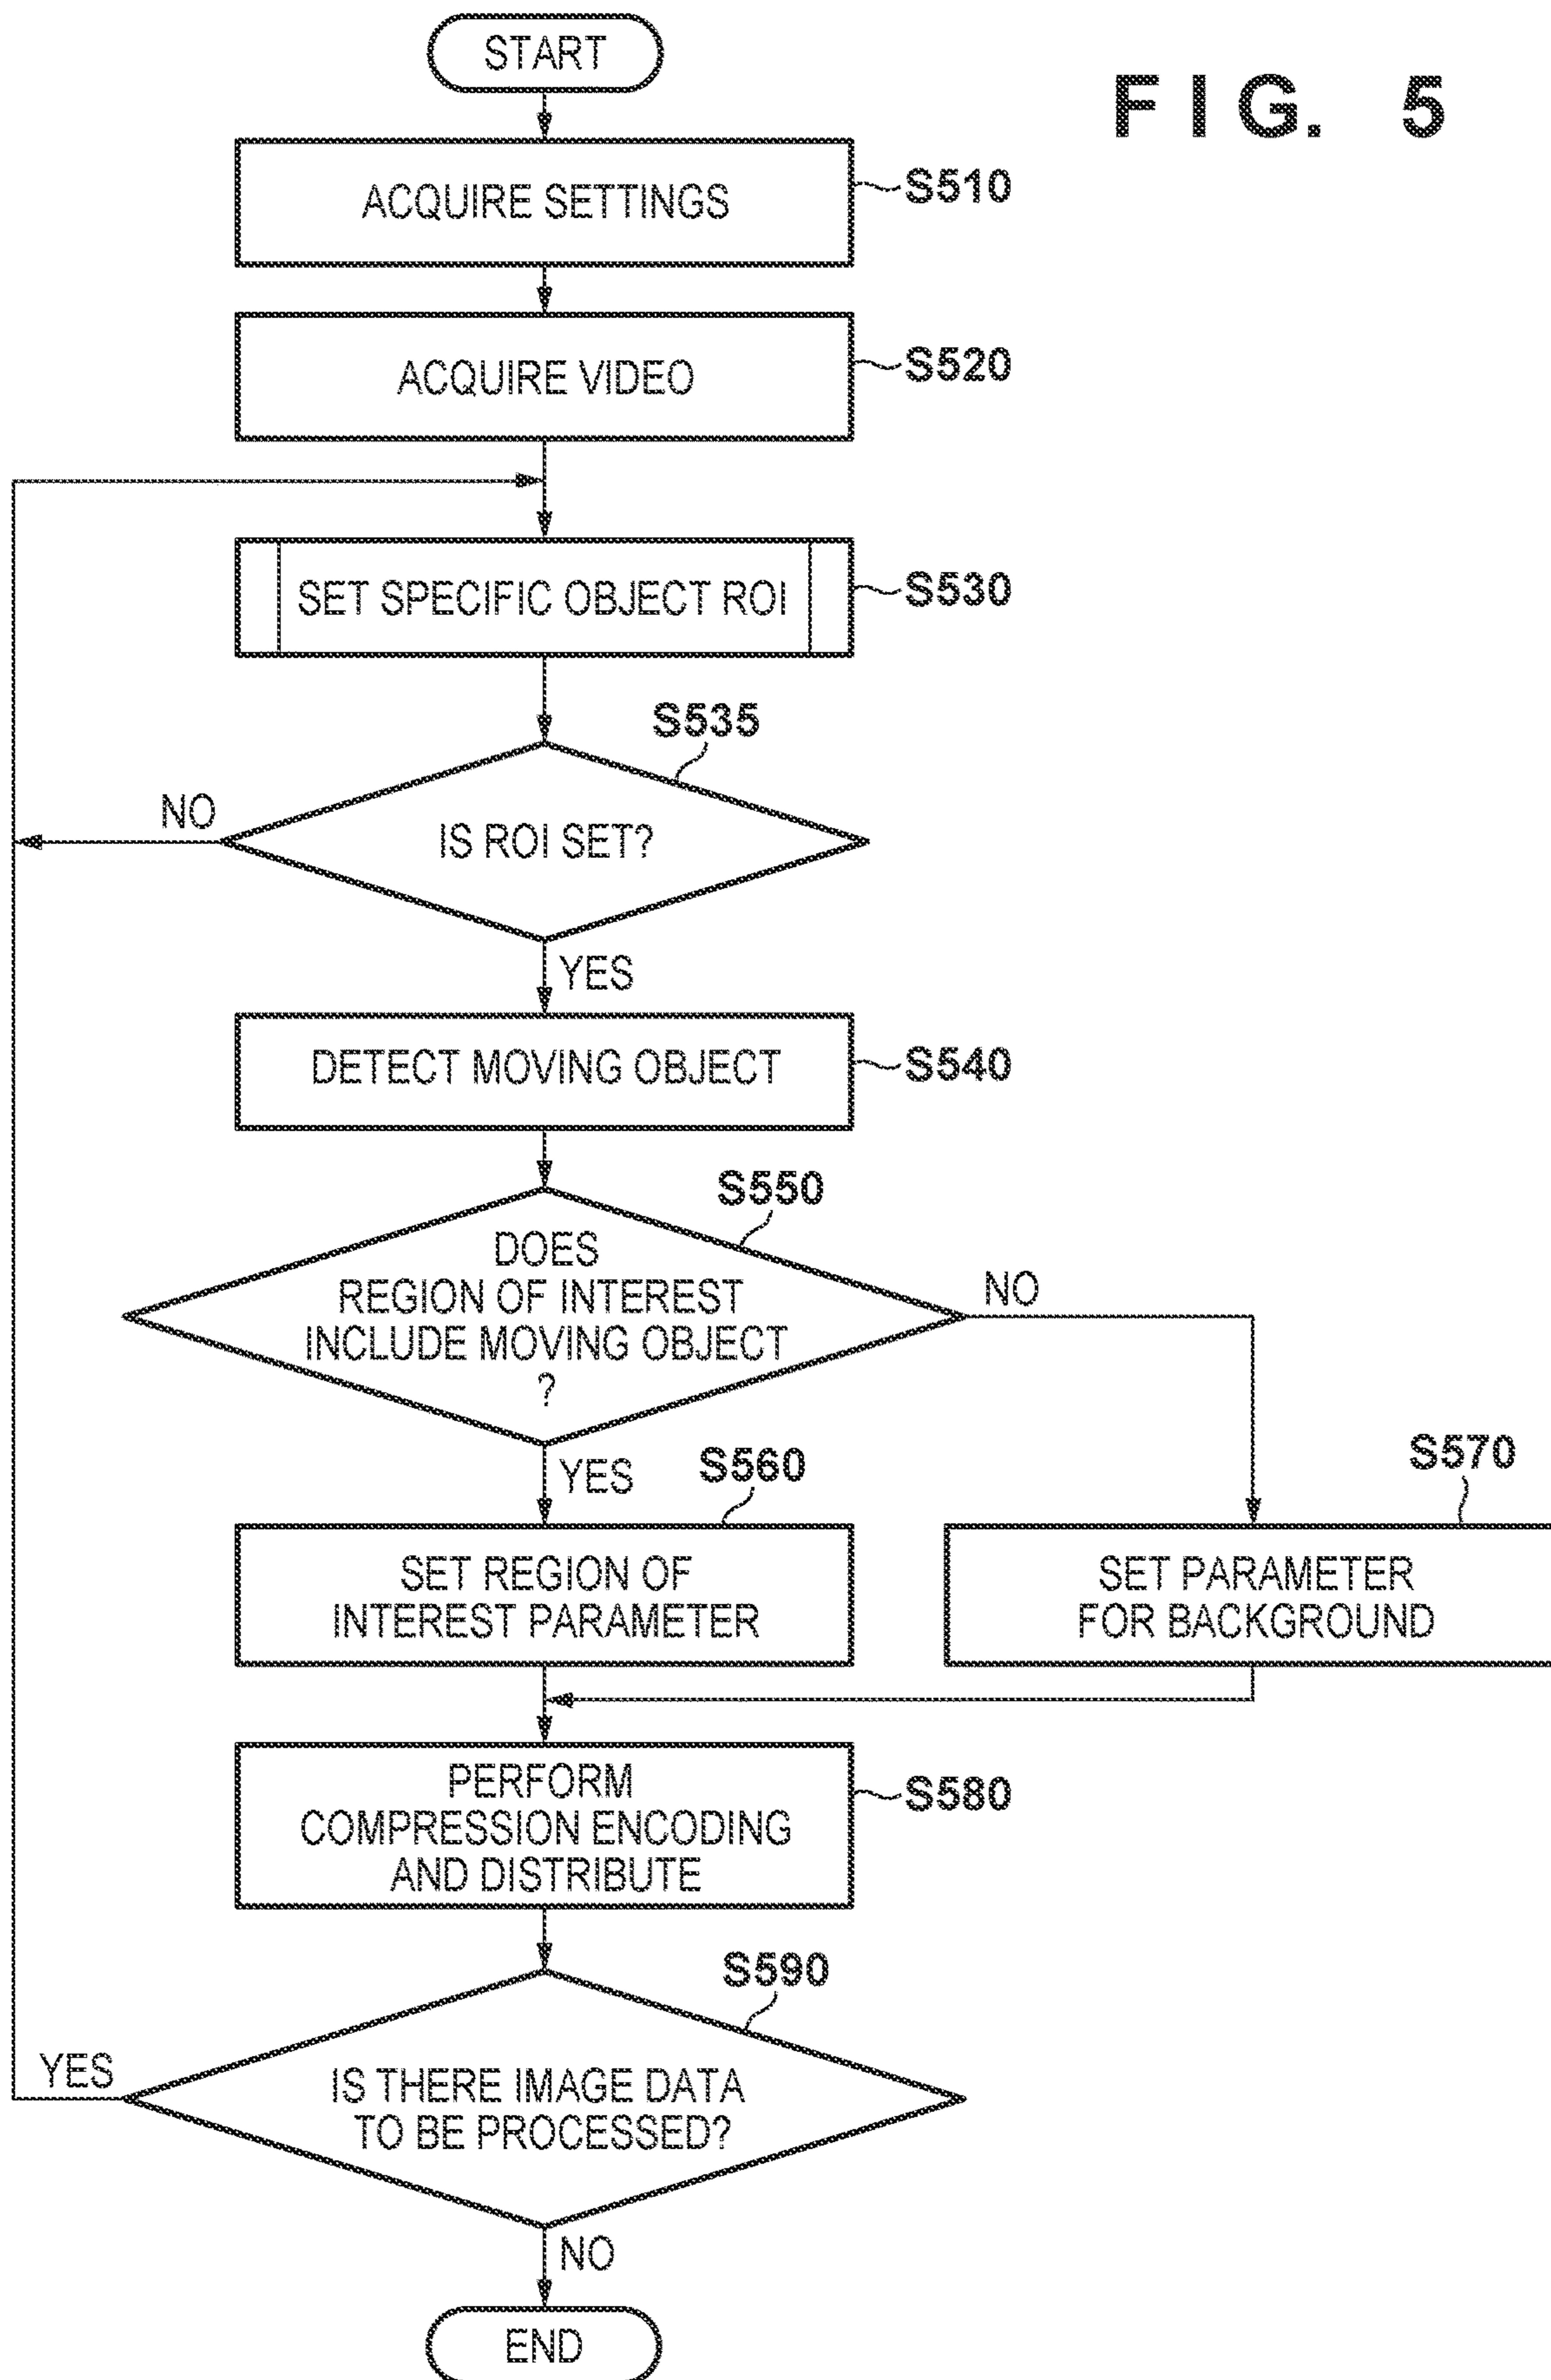 START
FIG. 5
ACQUIRE SETTINGS
S510
ACQUIRE VIDEO
S520
SET SPECIFIC OBJECT ROI
S530
S535
NO
IS ROI SET?
YES
DETECT MOVING OBJECT
S540
S550
DOES
REGION OF INTEREST
INCLUDE MOVING OBJECT
?
NO
YES
S560
S570
SET REGION OF
INTEREST PARAMETER
SET PARAMETER
FOR BACKGROUND
PERFORM
COMPRESSION ENCODING
AND DISTRIBUTE
S580
S590
YES
IS THERE IMAGE DATA
TO BE PROCESSED?
NO
END